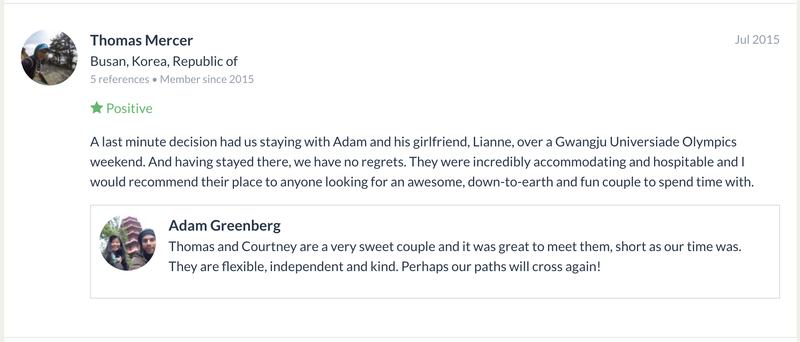 Thomas Mercer
Jul 2015
Busan, Korea, Republic of
5 references • Member since 2015
Positive
A last minute decision had us staying with Adam and his girlfriend, Lianne, over a Gwangju Universiade Olympics
weekend. And having stayed there, we have no regrets. They were incredibly accommodating and hospitable and I
would recommend their place to anyone looking for an awesome, down-to-earth and fun couple to spend time with.
Adam Greenberg
Thomas and Courtney are a very sweet couple and it was great to meet them, short as our time was.
They are flexible, independent and kind. Perhaps our paths will cross again!